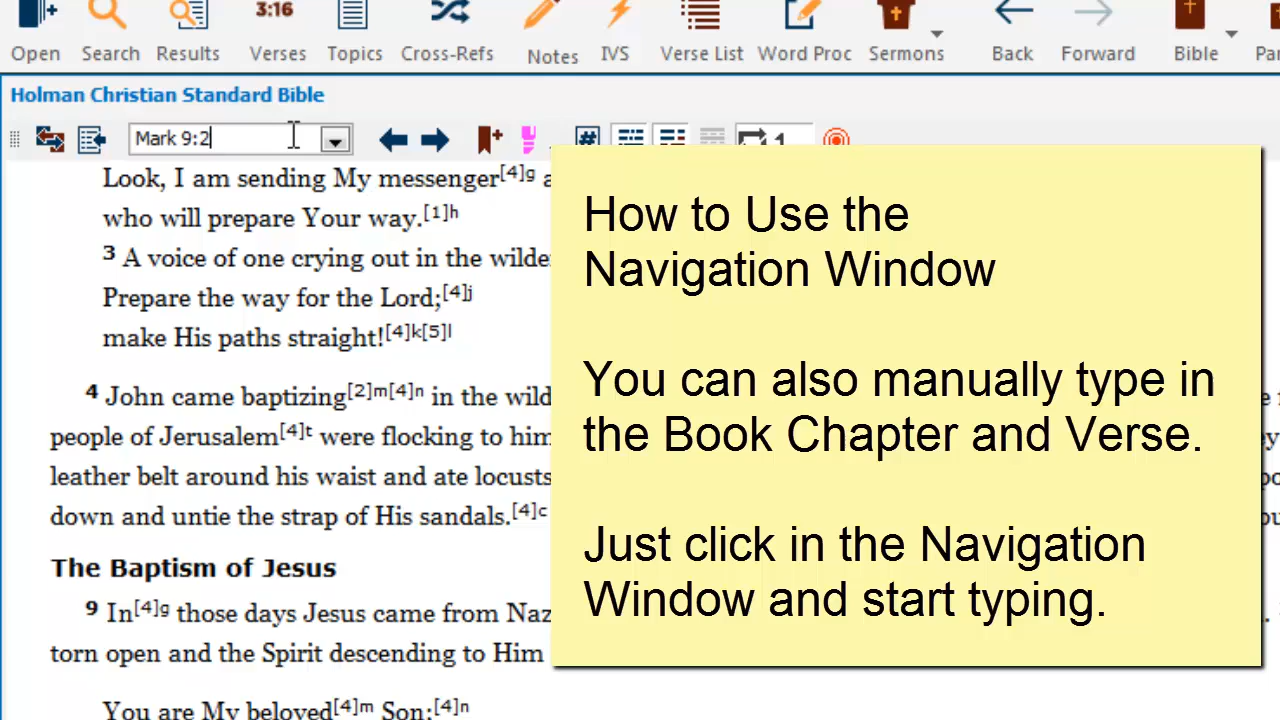 3:16
Open Search Results Verses Topics Cross-Refs Notes IVS Verse List Word Proc Sermons Back Forward Bible
Holman Christian Standard Bible
Mark 9:2
# 1
Look, I am sending My messenger[4]g
who will prepare Your way.[1]h
3 A voice of one crying out in the
Prepare the way for the Lord;[4]j
make His paths straight![4]k[5]l
4 John came baptizing[2]m[4]n in the
people of Jerusalem[4]t were flocking to him
leather belt around his waist and ate locusts
down and untie the strap of His sandals.[4]c
The Baptism of Jesus
9 In[4]g those days Jesus came from
torn open and the Spirit descending to Him
You are My beloved[4]m Son;[4]n
How to Use the
Navigation Window
You can also manually type in
the Book Chapter and Verse.
Just click in the Navigation
Window and start typing.